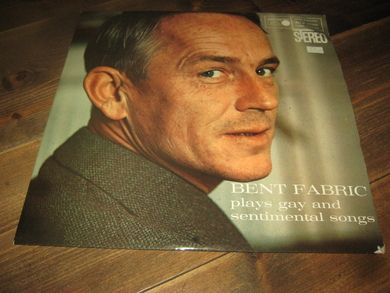 STEREO
BENT FABRIC
plays gay and
sentimental songs